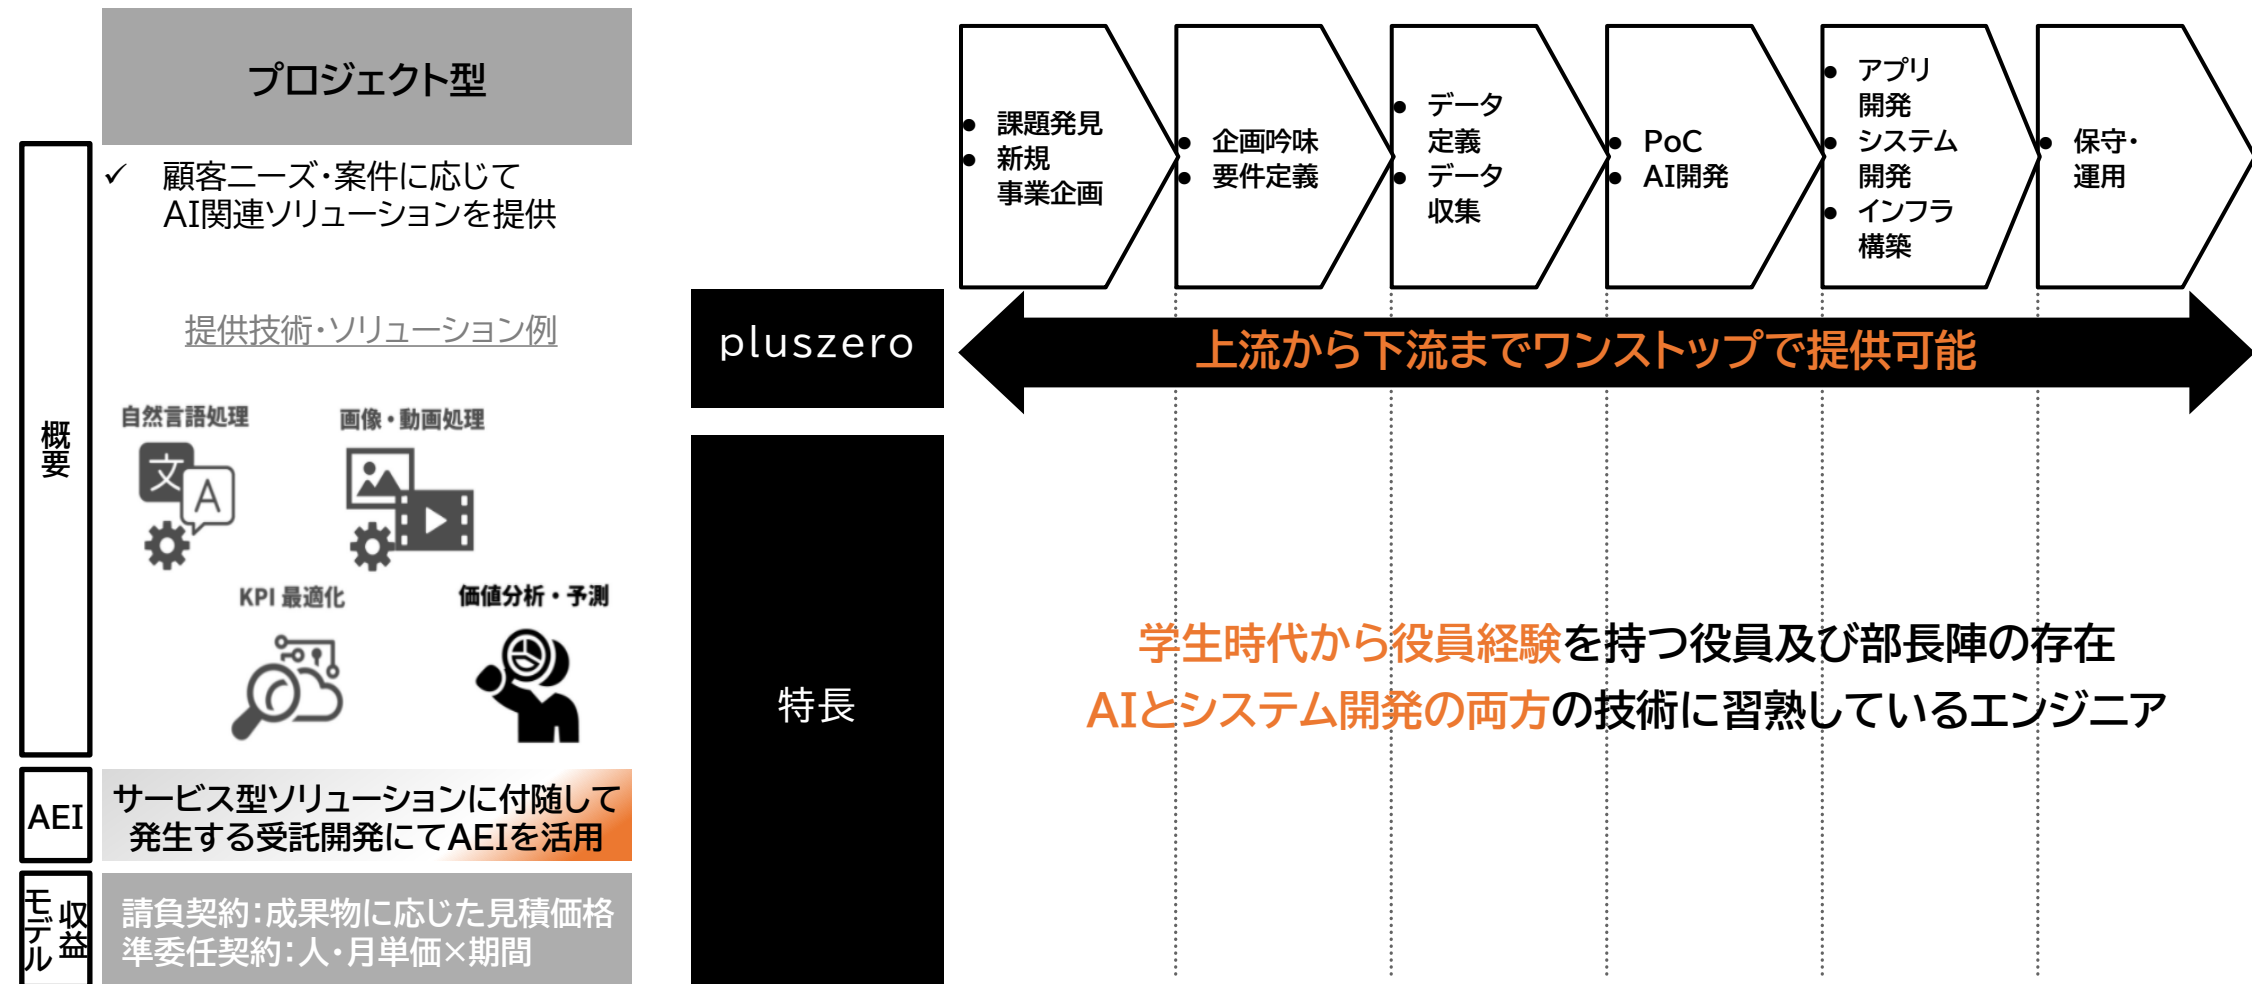 プロジェクト型
概要
✓ 顧客ニーズ・案件に応じて
AI関連ソリューションを提供
提供技術・ソリューション例
自然言語処理
画像・動画処理
文
A
KPI 最適化
価値分析・予測
AEI
サービス型ソリューションに付随して
発生する受託開発にてAEIを活用
収益
モデル
請負契約：成果物に応じた見積価格
準委任契約：人・月単価×期間
● 課題発見
● 新規
事業企画
● 企画吟味
● 要件定義
● データ
定義
● データ
収集
● PoC
● AI開発
● アプリ
開発
● システム
開発
● インフラ
構築
● 保守・
運用
pluszero
上流から下流までワンストップで提供可能
特長
学生時代から役員経験を持つ役員及び部長陣の存在
AIとシステム開発の両方の技術に習熟しているエンジニア